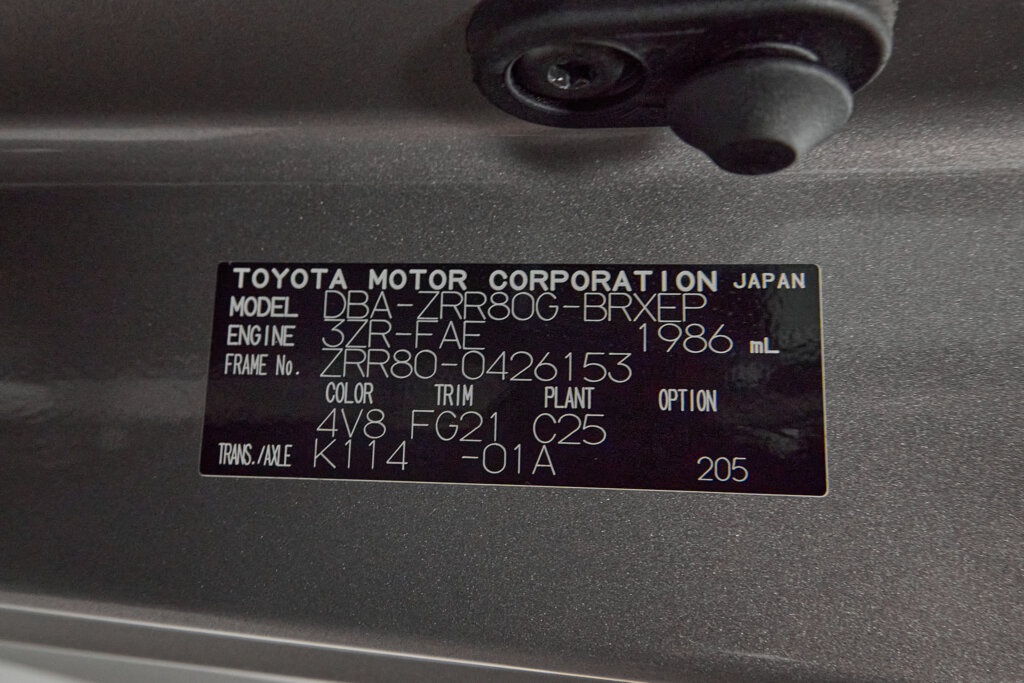 TOYOTA MOTOR CORPORATION JAPAN
MODEL DBA-ZRR80G-BRXEP
ENGINE 3ZR-FAE 1986 mL
FRAME No. ZRR80-0426153
COLOR TRIM PLANT OPTION
4V8 FG21 C25
TRANS./AXLE K114 -01A 205